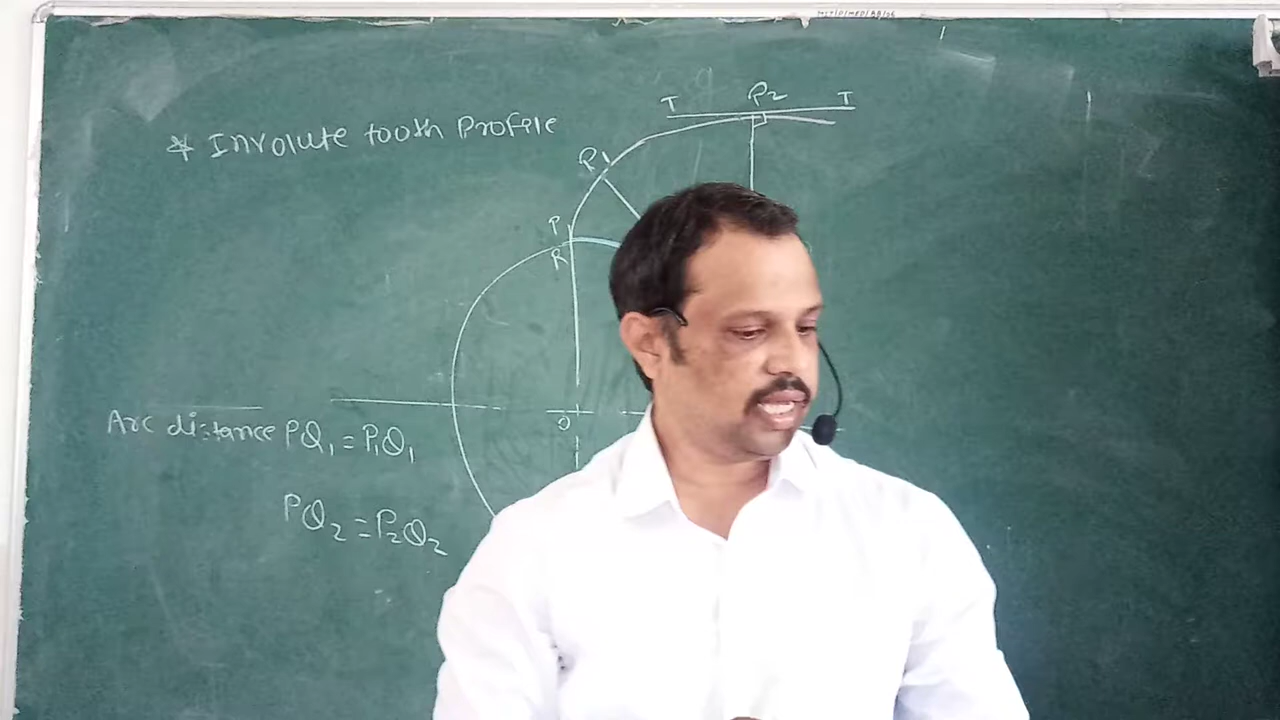 * Involute tooth Profile
T P2 T
P1
P
R
O
Arc distance PQ1 = P1Q1
PQ2 = P2Q2